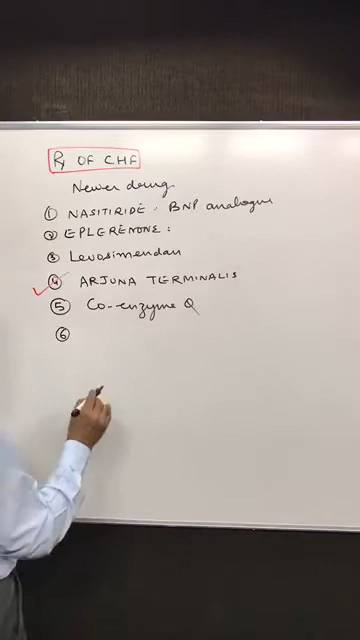 Rx OF CHF
Newer drug
① NASITIRIDE : BNP analogue
② EPLERENONE :
③ Levosimendan
④ ARJUNA TERMINALIS
⑤ Co-enzyme Q
⑥